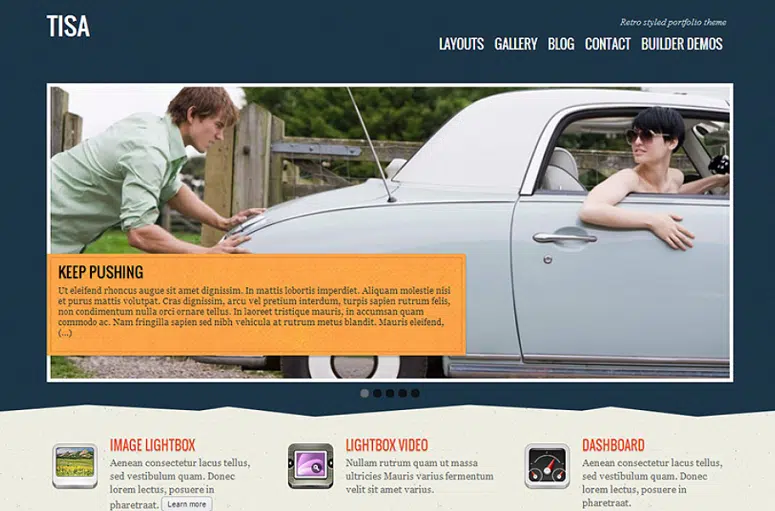 TISA
Retro styled portfolio theme
LAYOUTS GALLERY BLOG CONTACT BUILDER DEMOS
KEEP PUSHING
Ut eleifend rhoncus augue sit amet dignissim. In mattis lobortis imperdiet. Aliquam molestie nisi
et purus mattis volutpat. Cras dignissim, arcu vel pretium interdum, turpis sapien rutrum felis,
non condimentum nulla orci ornare tellus. In laoreet tristique mauris, in accumsan quam
commodo ac. Nam fringilla sapien sed nibh vehicula at rutrum metus blandit. Mauris eleifend,
(...)
IMAGE LIGHTBOX
Aenean consectetur lacus tellus,
sed vestibulum quam. Donec
lorem lectus, posuere in
pharetraat. Learn more
LIGHTBOX VIDEO
Nullam rutrum quam ut massa
ultricies Mauris varius fermentum
velit sit amet varius.
DASHBOARD
Aenean consectetur lacus tellus,
sed vestibulum quam. Donec
lorem lectus, posuere in
pharetraat.